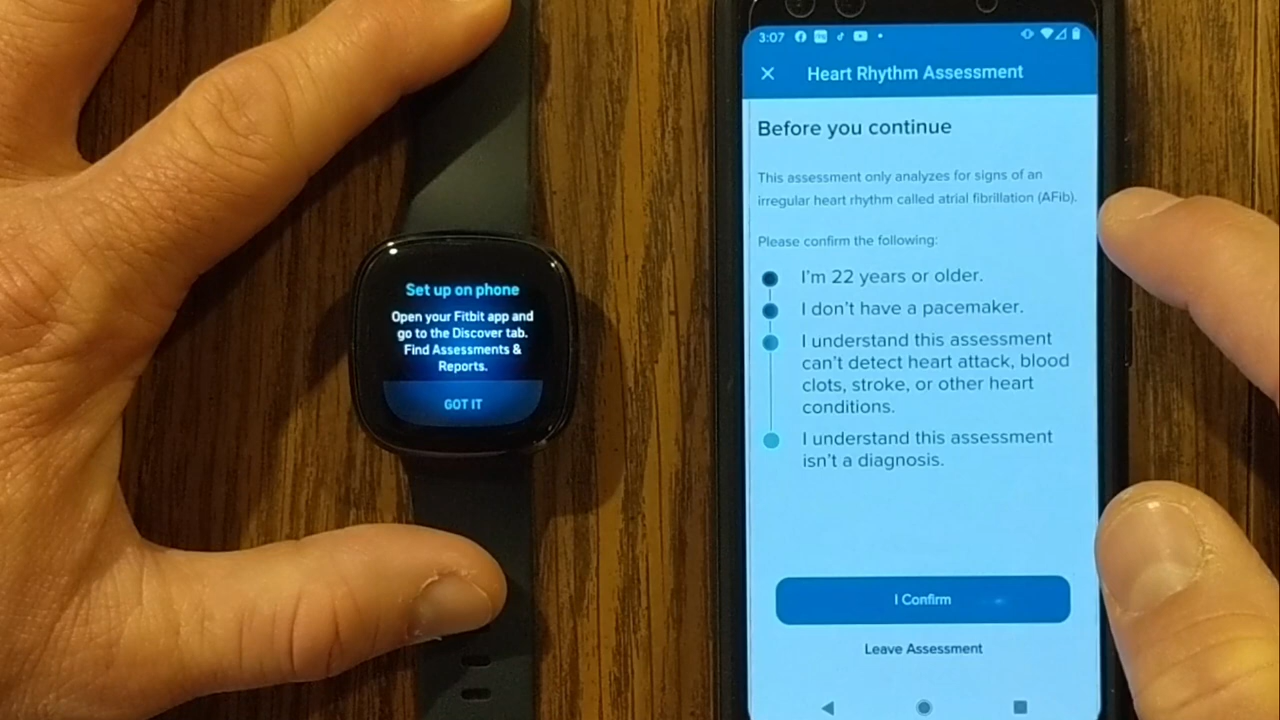 Set up on phone
Open your Fitbit app and
go to the Discover tab.
Find Assessments &
Reports.
GOT IT
3:07
Heart Rhythm Assessment
Before you continue
This assessment only analyzes for signs of an
irregular heart rhythm called atrial fibrillation (AFib).
Please confirm the following:
I'm 22 years or older.
I don't have a pacemaker.
I understand this assessment
can't detect heart attack, blood
clots, stroke, or other heart
conditions.
I understand this assessment
isn't a diagnosis.
I Confirm
Leave Assessment